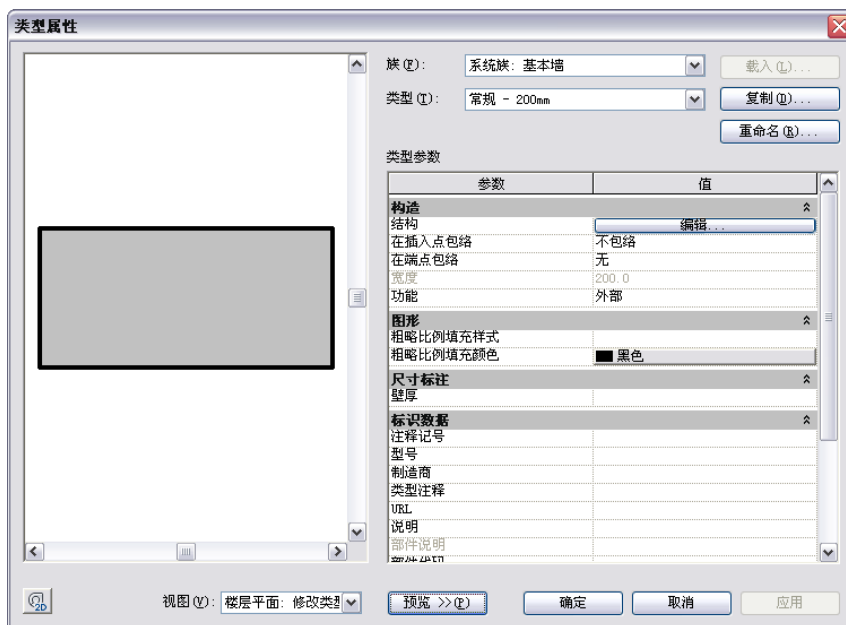 类型属性
族(F):
系统族: 基本墙
载入(L)...
类型(T):
常规 - 200mm
复制(D)...
重命名(R)...
类型参数
参数
值
构造
结构
编辑...
在插入点包络
不包络
在端点包络
无
宽度
200.0
功能
外部
图形
粗略比例填充样式
粗略比例填充颜色
黑色
尺寸标注
壁厚
标识数据
注释记号
型号
制造商
类型注释
URL
说明
部件说明
部件代码
2D
视图(V):
楼层平面: 修改类型
预览 >>(P)
确定
取消
应用